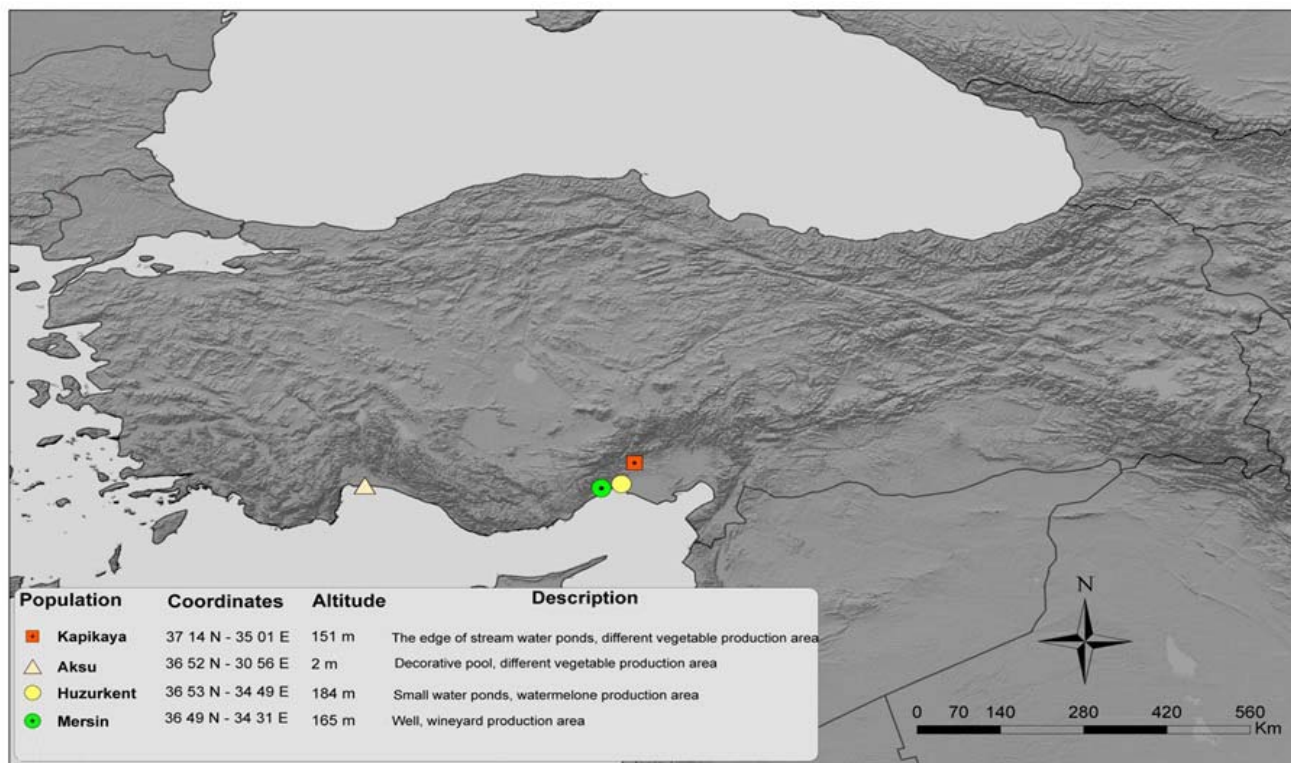 N
Population Coordinates Altitude Description
Kapikaya 37 14 N - 35 01 E 151 m The edge of stream water ponds, different vegetable production area
Aksu 36 52 N - 30 56 E 2 m Decorative pool, different vegetable production area
Huzurkent 36 53 N - 34 49 E 184 m Small water ponds, watermelone production area
Mersin 36 49 N - 34 31 E 165 m Well, wineyard production area
0 70 140 280 420 560
Km